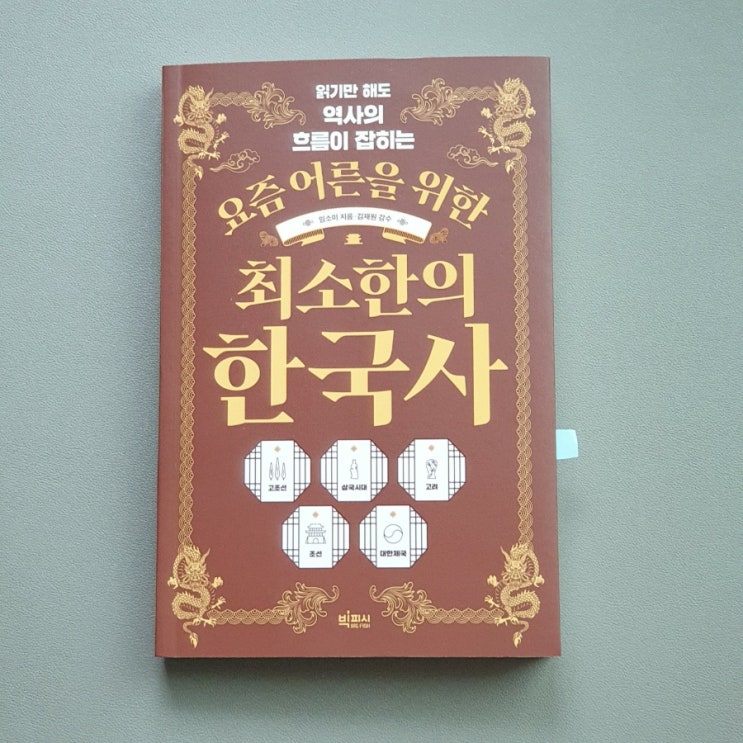 읽기만 해도
역사의
흐름이 잡히는
요즘 어른을 위한
임소미 지음·김재원 감수
최소한의
한국사
고조선
삼국시대
고려
조선
대한제국
빅피시
BIG FISH